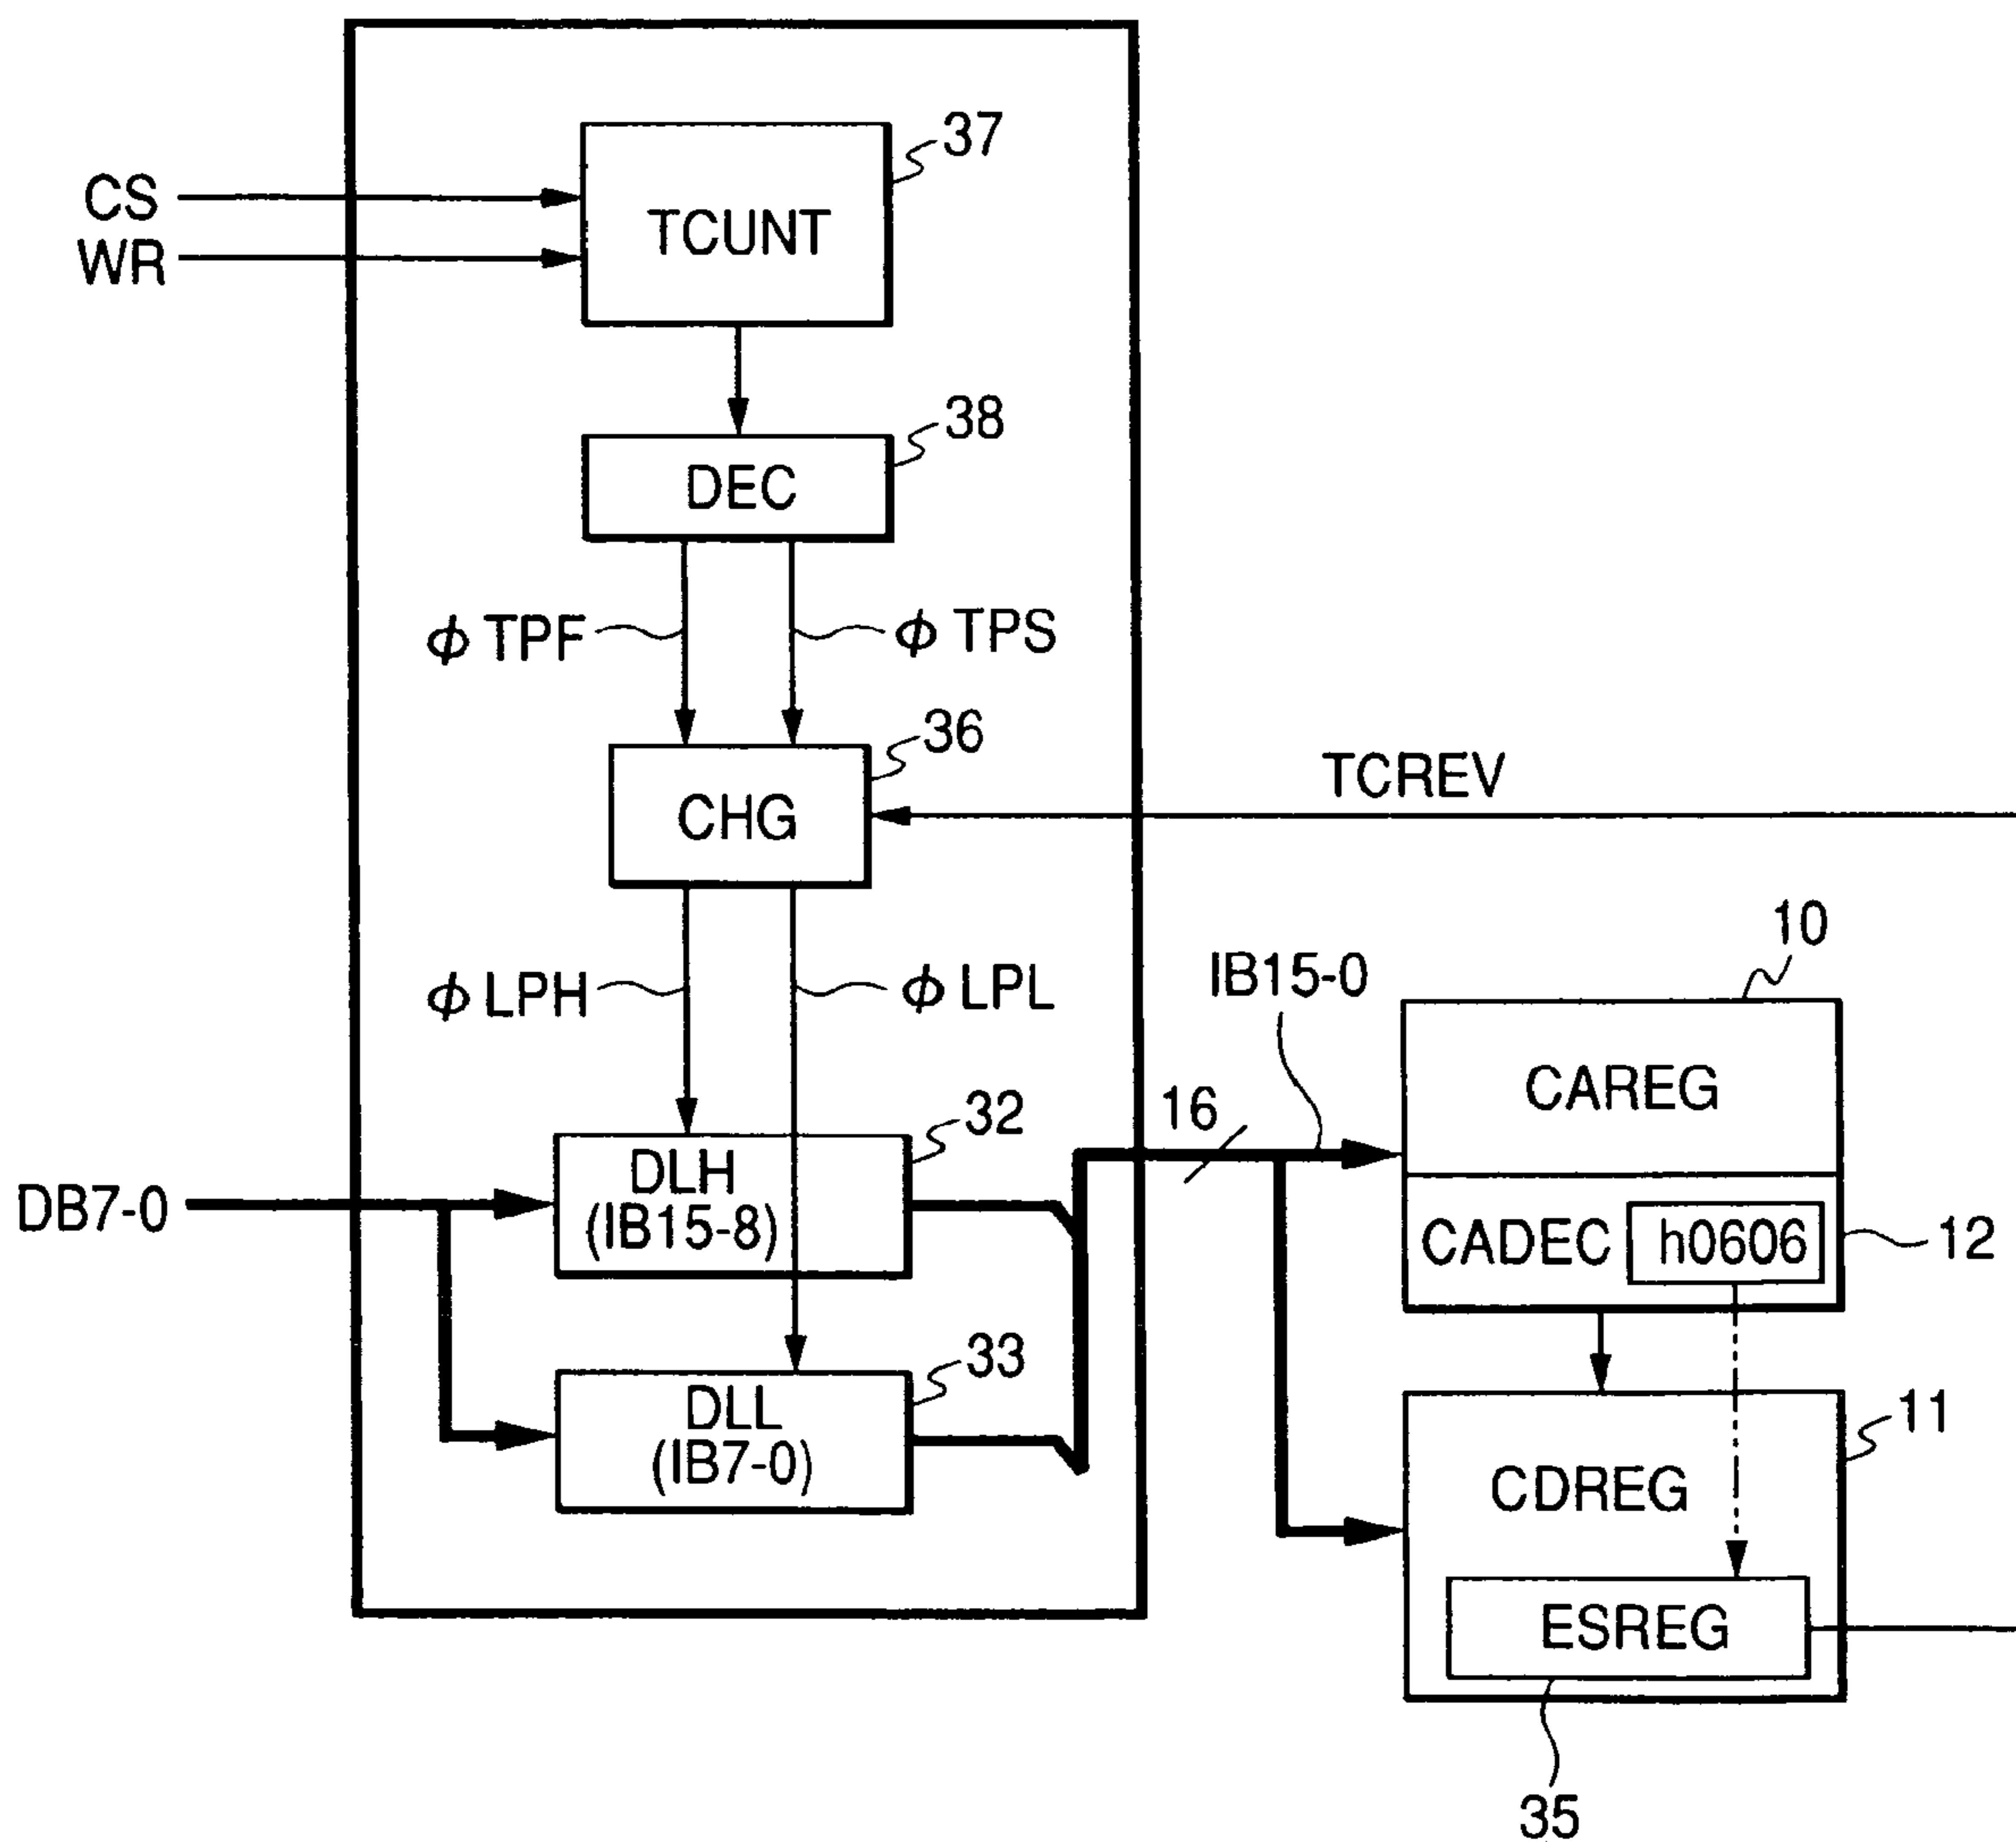 37
CS
TCUNT
WR
38
DEC
ϕ TPF
ϕ TPS
36
TCREV
CHG
10
IB15-0
ϕ LPH
ϕ LPL
CAREG
16
32
DLH
(IB15-8)
DB7-0
CADEC
h0606
12
33
DLL
(IB7-0)
11
CDREG
ESREG
35